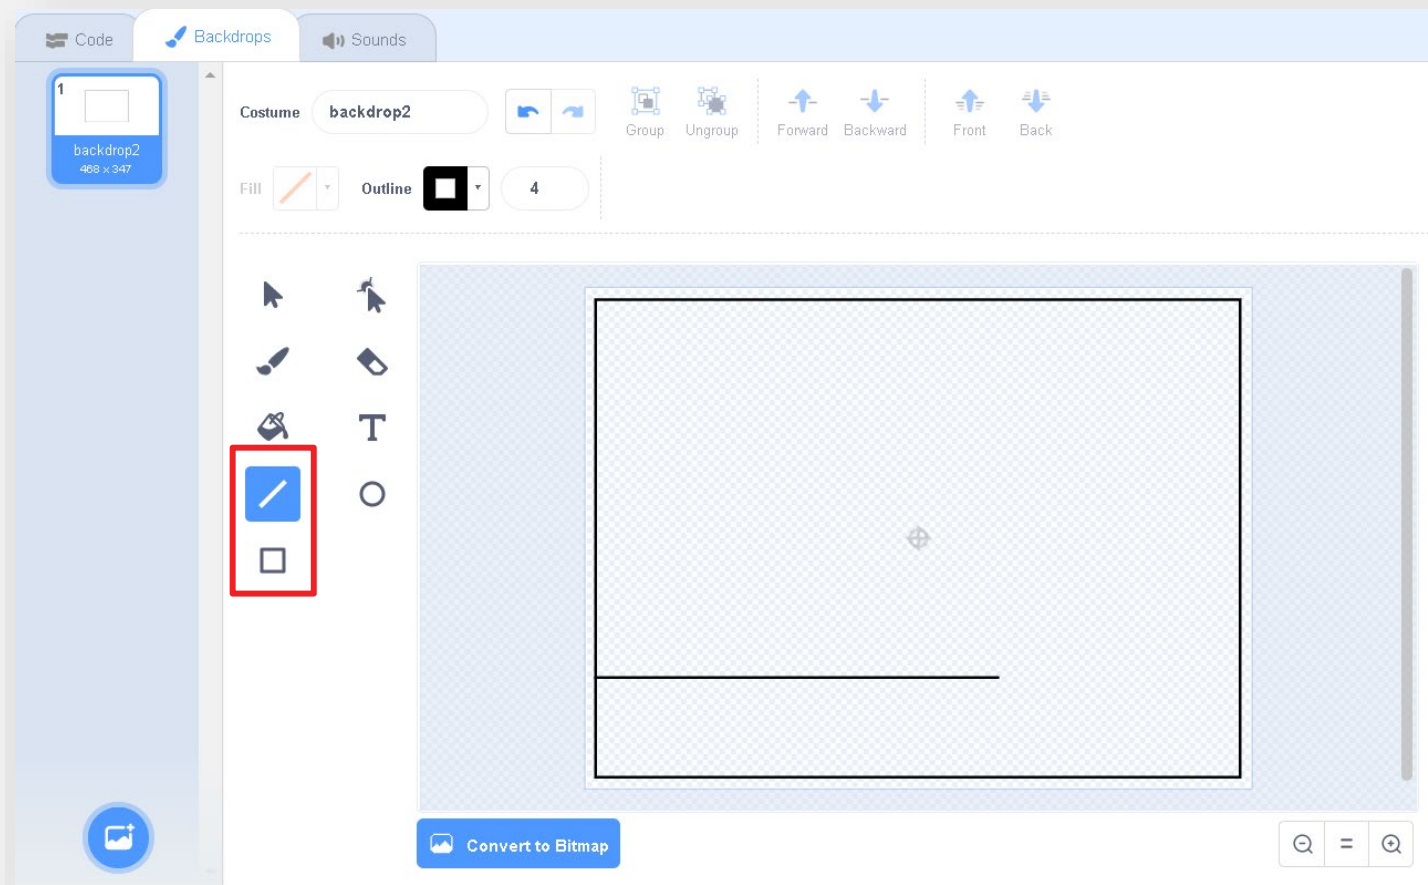 Code
Backdrops
Sounds
1
backdrop2
468 x 347
Costume
backdrop2
Group
Ungroup
Forward
Backward
Front
Back
Fill
Outline
4
T
Convert to Bitmap
=